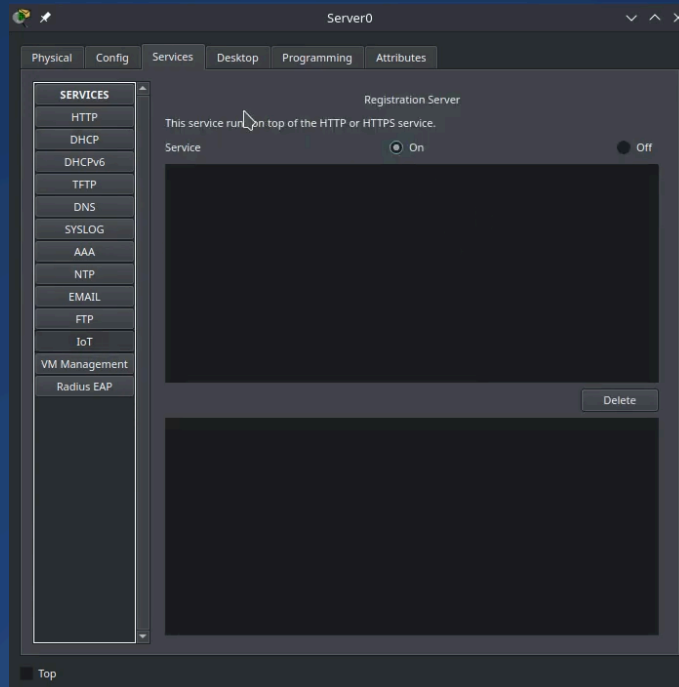 Server0
Physical Config Services Desktop Programming Attributes
SERVICES
HTTP
DHCP
DHCPv6
TFTP
DNS
SYSLOG
AAA
NTP
EMAIL
FTP
IoT
VM Management
Radius EAP
Registration Server
This service run on top of the HTTP or HTTPS service.
Service On Off
Delete
Top